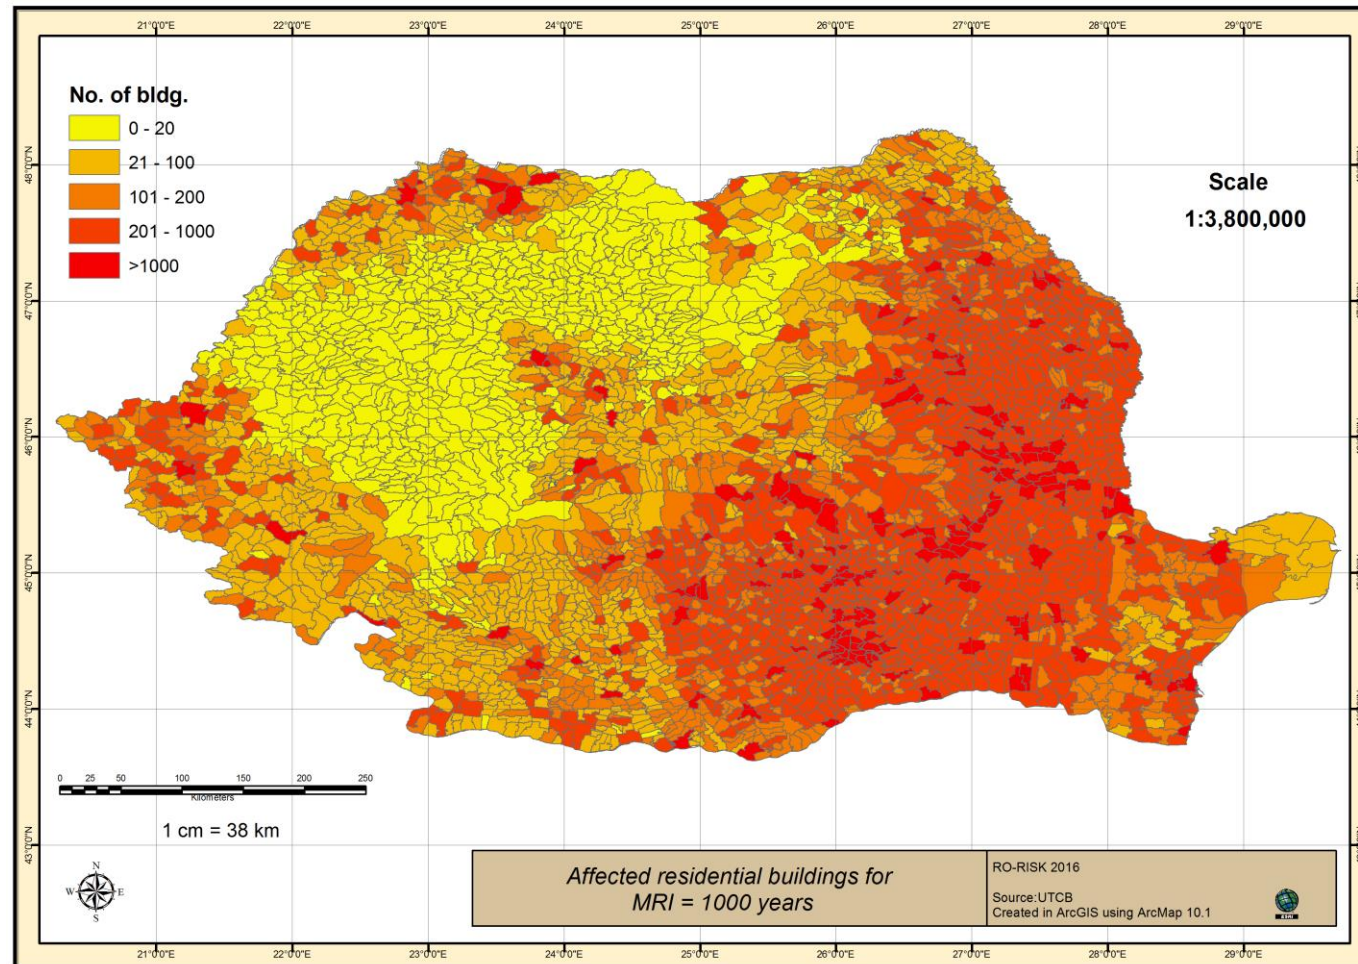 21°0'0"E 22°0'0"E 23°0'0"E 24°0'0"E 25°0'0"E 26°0'0"E 27°0'0"E 28°0'0"E 29°0'0"E
No. of bldg.
0 - 20
21 - 100
101 - 200
201 - 1000
>1000
Scale
1:3,800,000
48°0'0"N
47°0'0"N
46°0'0"N
45°0'0"N
44°0'0"N
43°0'0"N
0 25 50 100 150 200 250
Kilometers
1 cm = 38 km
N
W E
S
Affected residential buildings for
MRI = 1000 years
RO-RISK 2016
Source:UTCB
Created in ArcGIS using ArcMap 10.1
esri
21°0'0"E 22°0'0"E 23°0'0"E 24°0'0"E 25°0'0"E 26°0'0"E 27°0'0"E 28°0'0"E 29°0'0"E